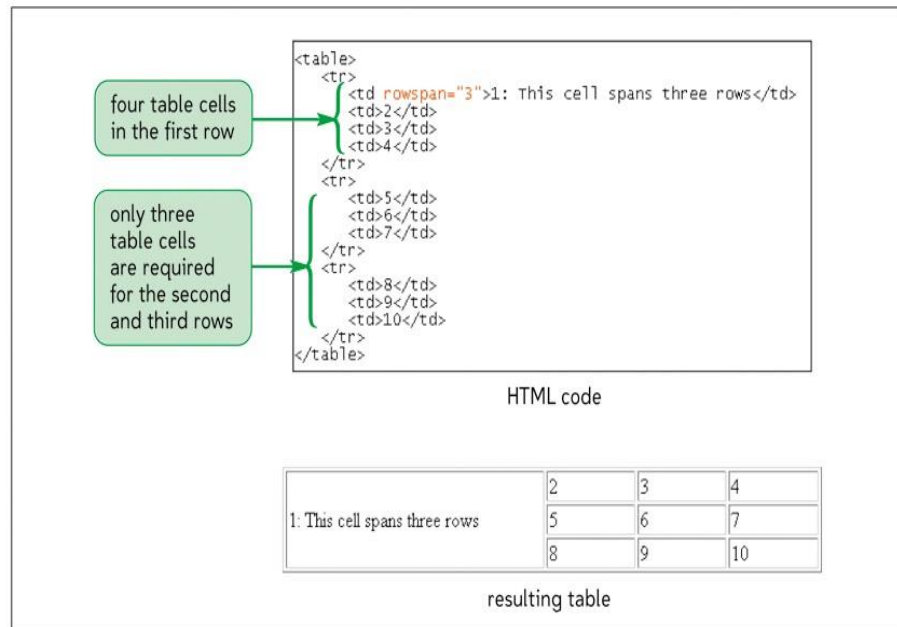 four table cells
in the first row
only three
table cells
are required
for the second
and third rows
<table>
<tr>
<td rowspan="3">1: This cell spans three rows</td>
<td>2</td>
<td>3</td>
<td>4</td>
</tr>
<tr>
<td>5</td>
<td>6</td>
<td>7</td>
</tr>
<tr>
<td>8</td>
<td>9</td>
<td>10</td>
</tr>
</table>
HTML code
1: This cell spans three rows
2 3 4
5 6 7
8 9 10
resulting table